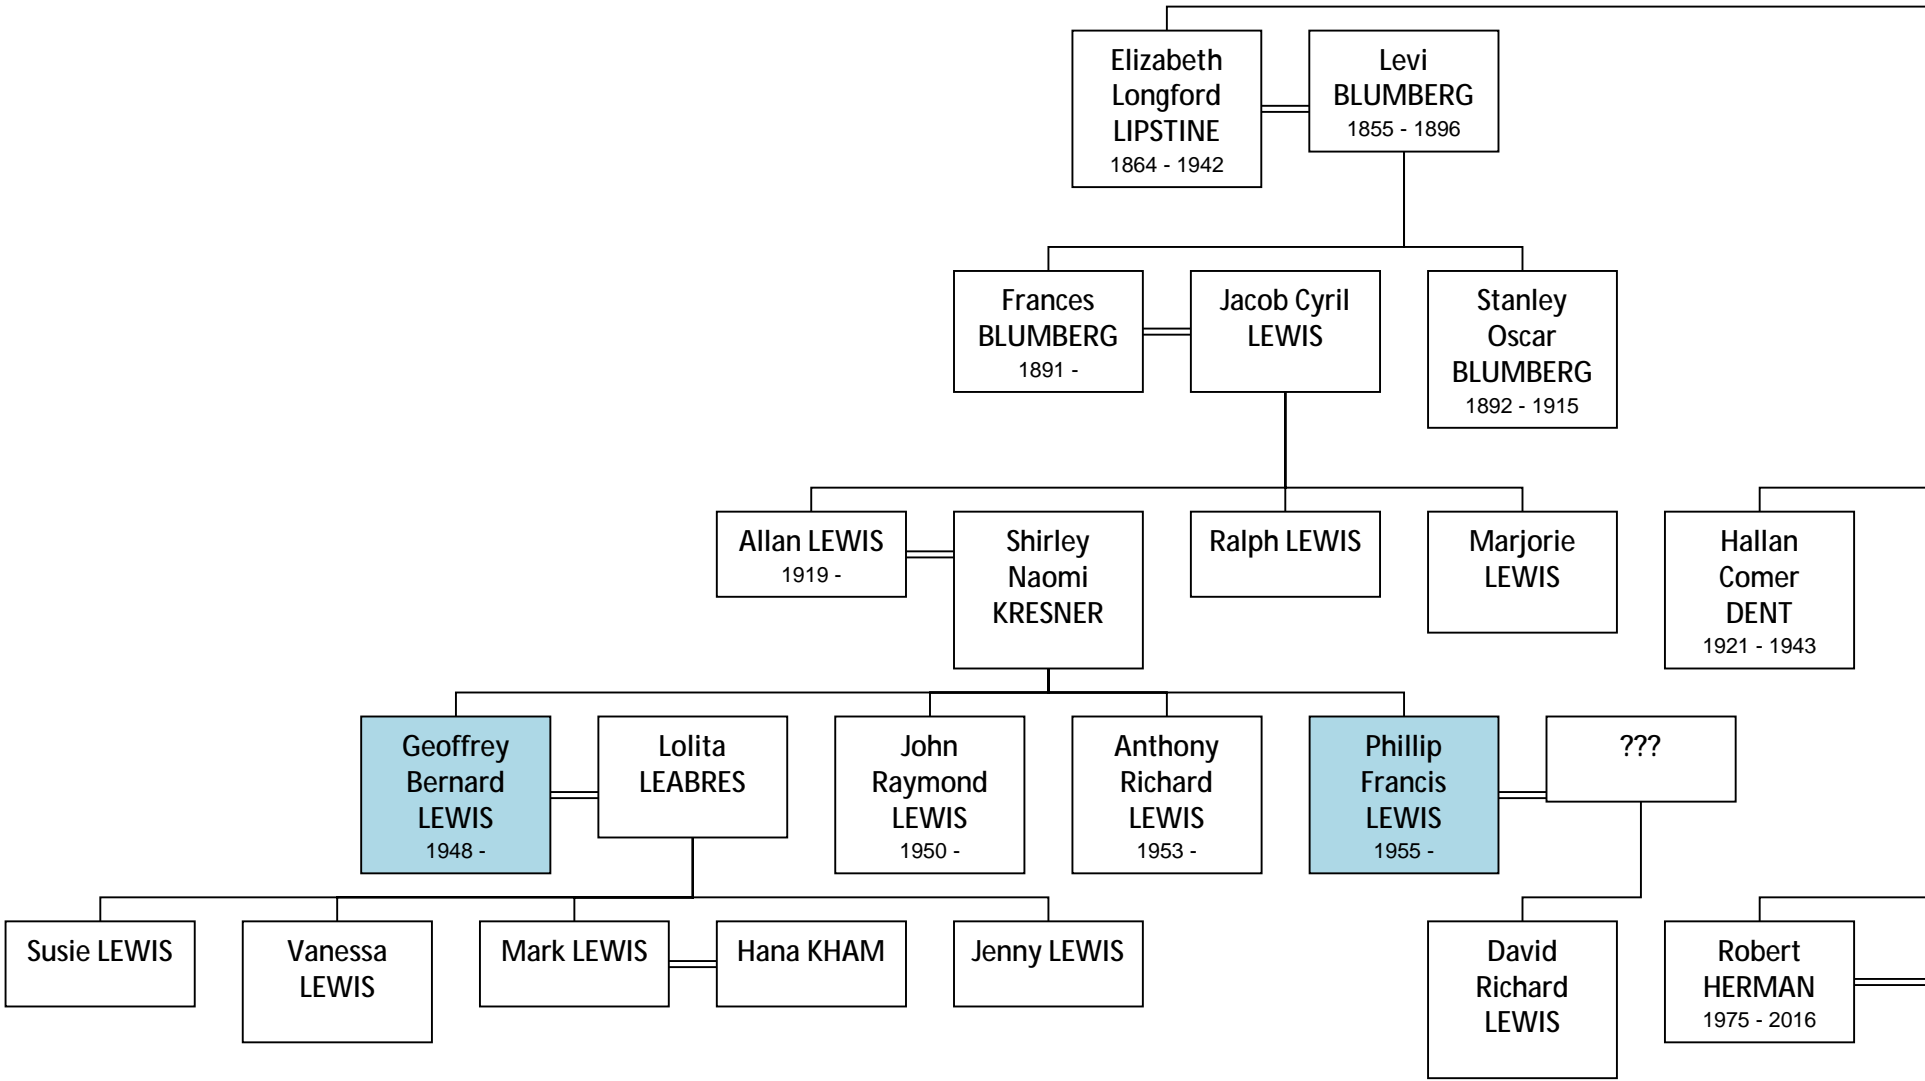 Elizabeth
Longford
LIPSTINE
1864 - 1942
Levi
BLUMBERG
1855 - 1896
Frances
BLUMBERG
1891 -
Jacob Cyril
LEWIS
Stanley
Oscar
BLUMBERG
1892 - 1915
Allan LEWIS
1919 -
Shirley
Naomi
KRESNER
Ralph LEWIS
Marjorie
LEWIS
Hallan
Comer
DENT
1921 - 1943
Geoffrey
Bernard
LEWIS
1948 -
Lolita
LEABRES
John
Raymond
LEWIS
1950 -
Anthony
Richard
LEWIS
1953 -
Phillip
Francis
LEWIS
1955 -
???
Susie LEWIS
Vanessa
LEWIS
Mark LEWIS
Hana KHAM
Jenny LEWIS
David
Richard
LEWIS
Robert
HERMAN
1975 - 2016